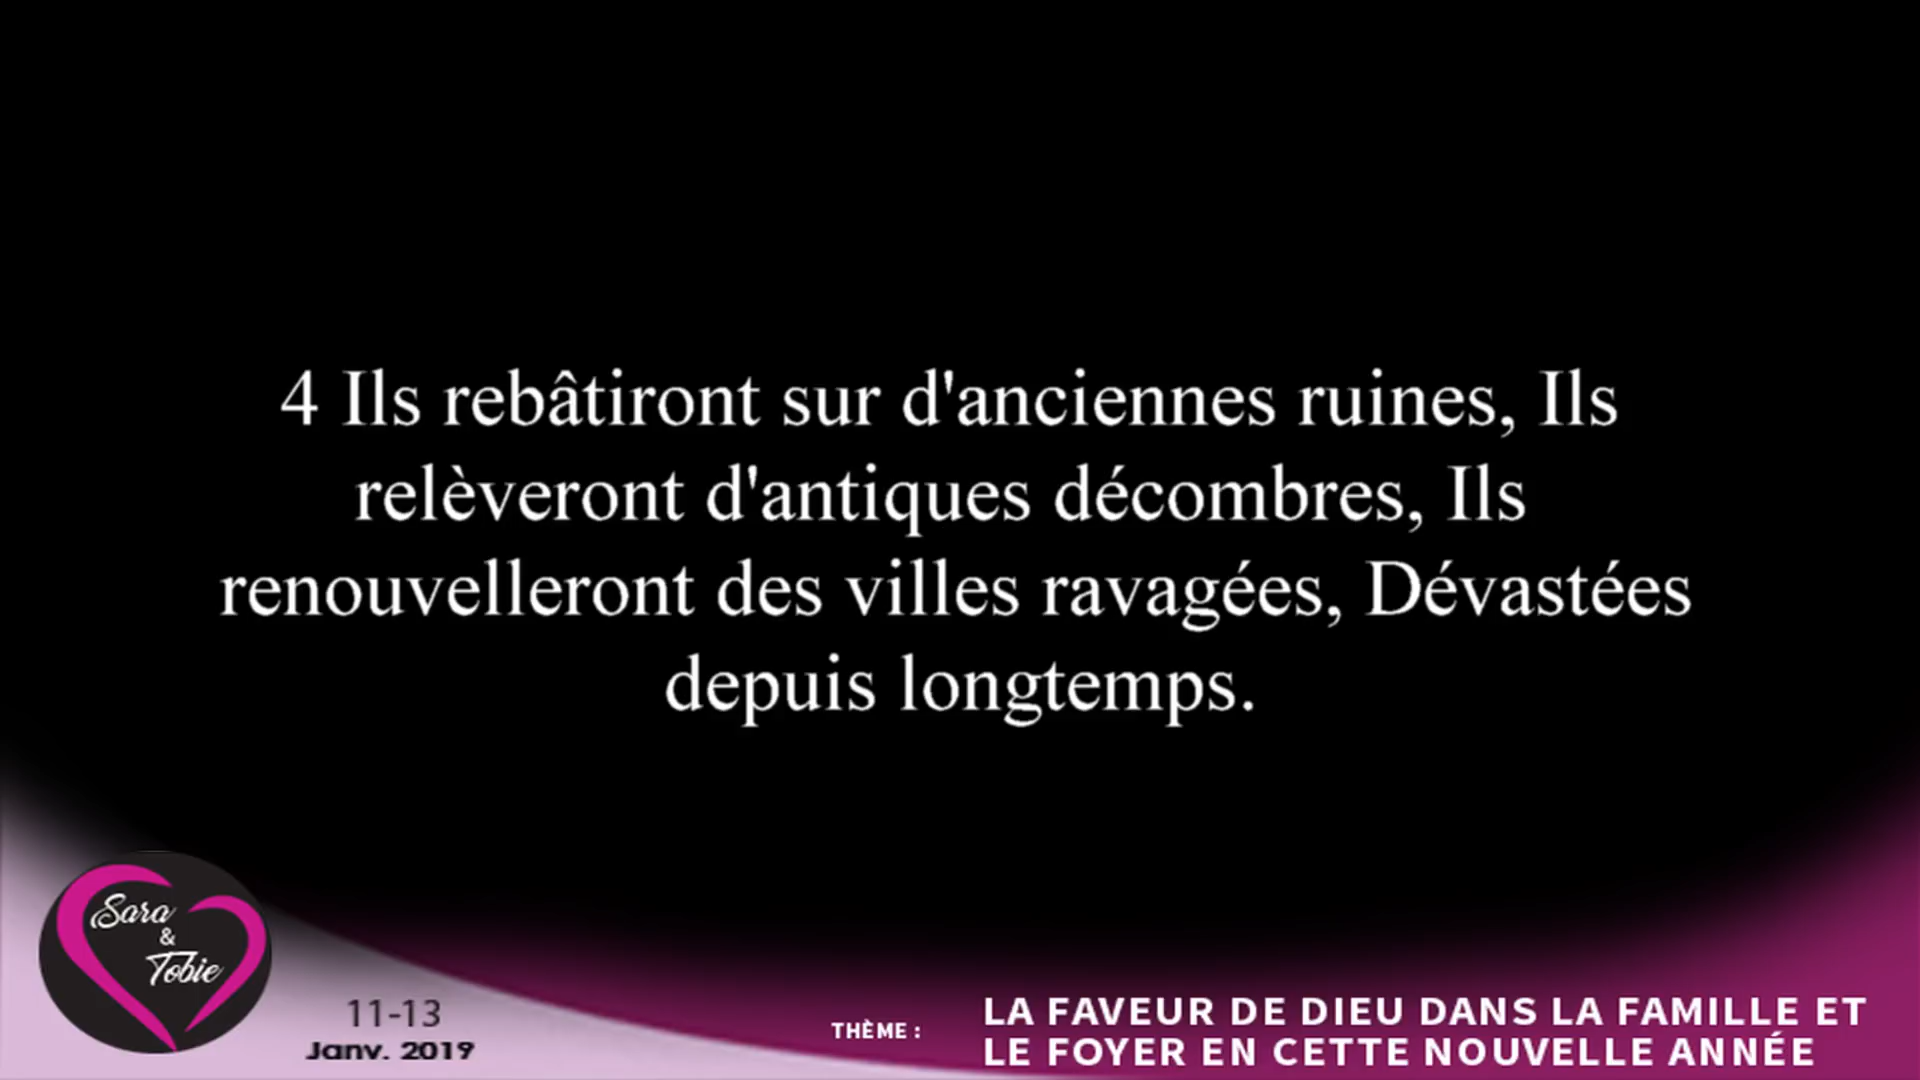 4 Ils rebâtiront sur d'anciennes ruines, Ils
relèveront d'antiques décombres, Ils
renouvelleront des villes ravagées, Dévastées
depuis longtemps.
Sara
&
Tobie
11-13
Janv. 2019
THÈME :
LA FAVEUR DE DIEU DANS LA FAMILLE ET
LE FOYER EN CETTE NOUVELLE ANNÉE